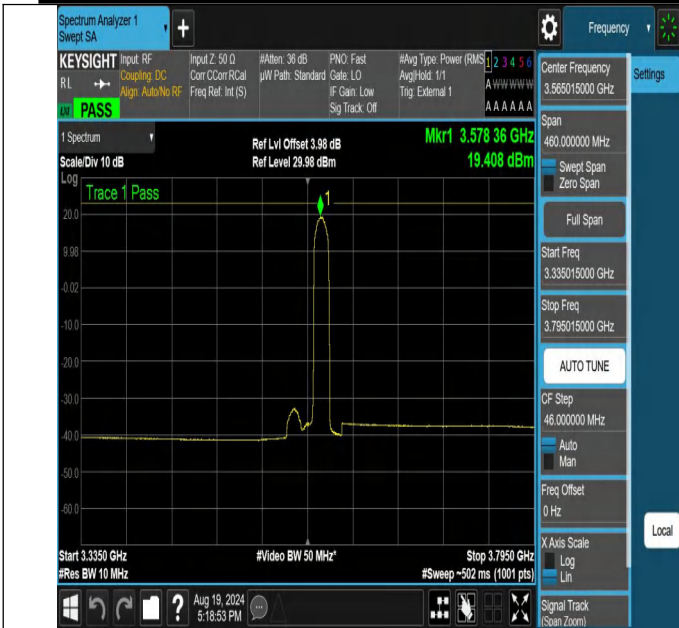 Spectrum Analyzer 1
Swept SA
Frequency
KEYSIGHT
RL
PASS
Input: RF
Coupling: DC
Align: Auto/No RF
Input Z: 50 Ω
Corr CCorr RCal
Freq Ref: Int (S)
#Atten: 36 dB
µW Path: Standard
PNO: Fast
Gate: LO
IF Gain: Low
Sig Track: Off
#Avg Type: Power (RMS
Avg|Hold: 1/1
Trig: External 1
1 2 3 4 5 6
A W W W W W
A A A A A A
1 Spectrum
Scale/Div 10 dB
Ref Lvl Offset 3.98 dB
Ref Level 29.98 dBm
Mkr1 3.578 36 GHz
19.408 dBm
Log
Trace 1 Pass
1
20.0
9.98
-0.02
-10.0
-20.0
-30.0
-40.0
-50.0
-60.0
Start 3.3350 GHz
#Res BW 10 MHz
#Video BW 50 MHz*
Stop 3.7950 GHz
#Sweep ~502 ms (1001 pts)
Aug 19, 2024
5:18:53 PM
Center Frequency
3.565015000 GHz
Settings
Span
460.000000 MHz
Swept Span
Zero Span
Full Span
Start Freq
3.335015000 GHz
Stop Freq
3.795015000 GHz
AUTO TUNE
CF Step
46.000000 MHz
Auto
Man
Freq Offset
0 Hz
X Axis Scale
Log
Lin
Local
Signal Track
(Span Zoom)